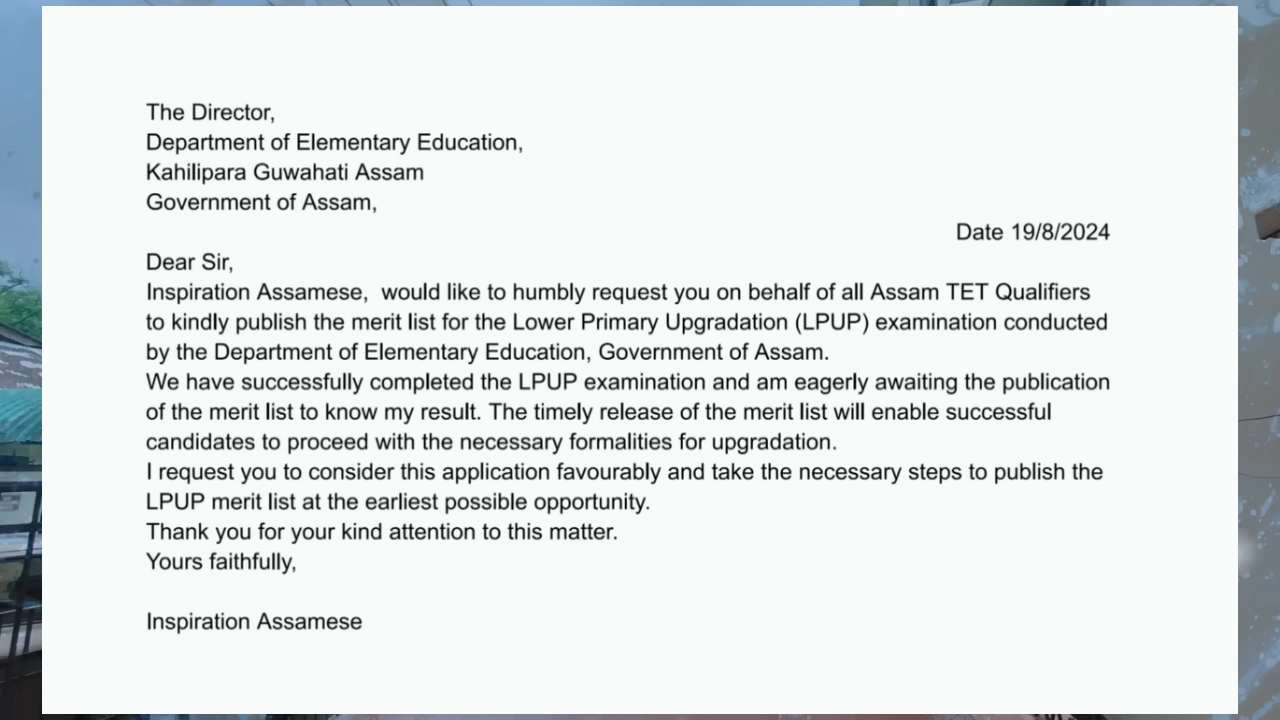 The Director,
Department of Elementary Education,
Kahilipara Guwahati Assam
Government of Assam,
Date 19/8/2024
Dear Sir,
Inspiration Assamese,  would like to humbly request you on behalf of all Assam TET Qualifiers
to kindly publish the merit list for the Lower Primary Upgradation (LPUP) examination conducted
by the Department of Elementary Education, Government of Assam.
We have successfully completed the LPUP examination and am eagerly awaiting the publication
of the merit list to know my result. The timely release of the merit list will enable successful
candidates to proceed with the necessary formalities for upgradation.
I request you to consider this application favourably and take the necessary steps to publish the
LPUP merit list at the earliest possible opportunity.
Thank you for your kind attention to this matter.
Yours faithfully,
Inspiration Assamese